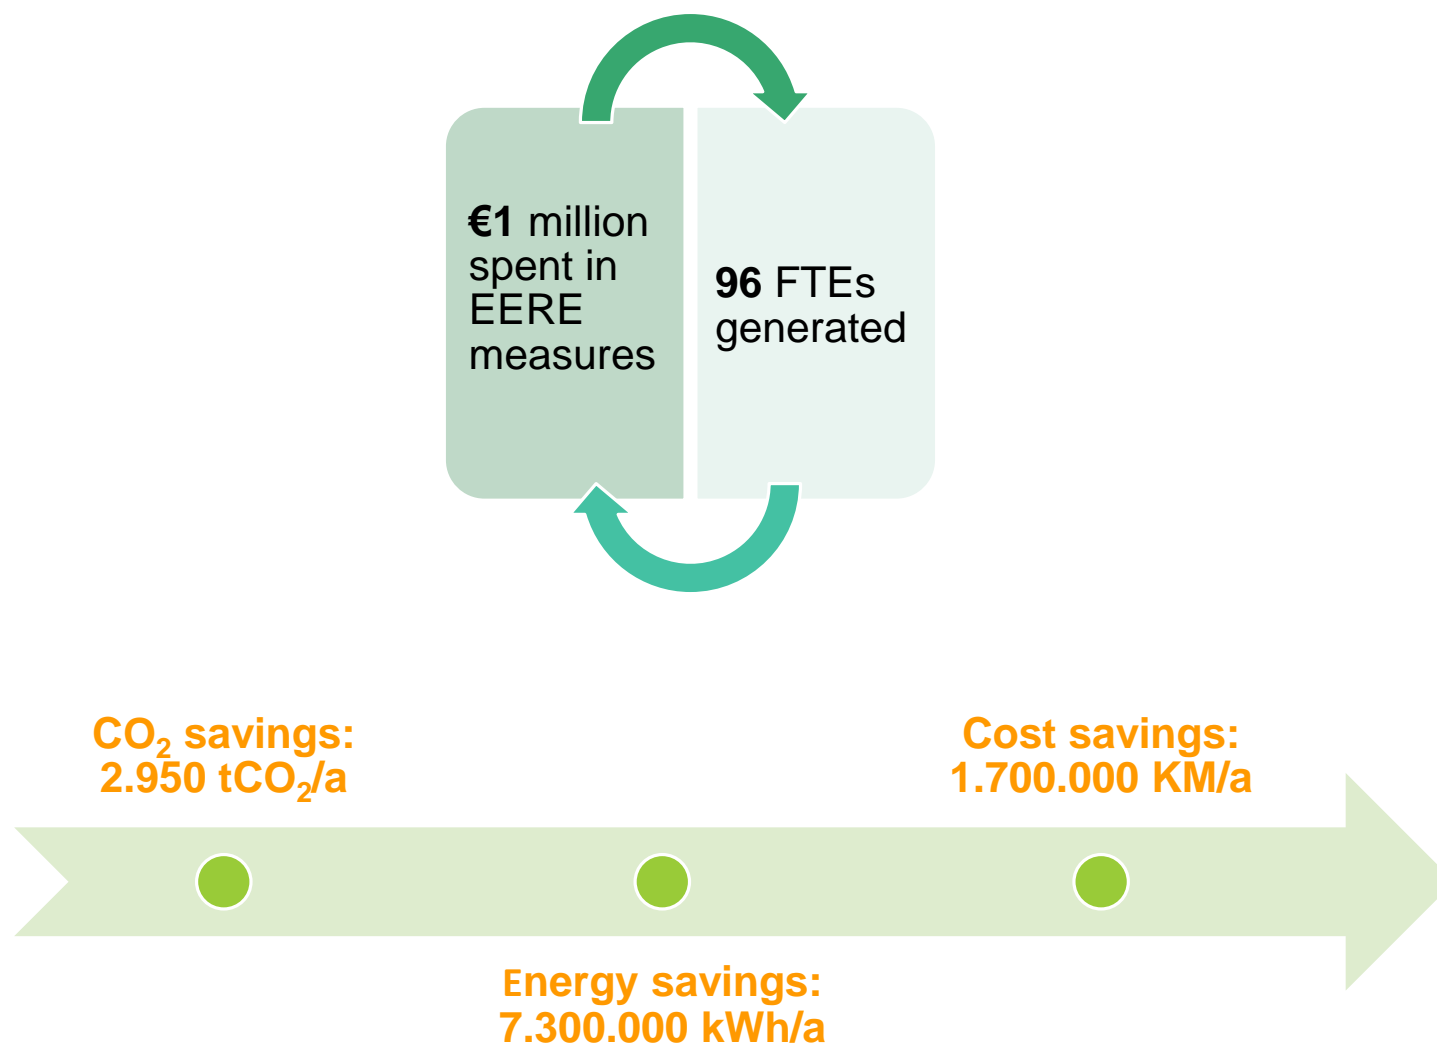 €1 million
spent in
EERE
measures
96 FTEs
generated
CO₂ savings:
2.950 tCO₂/a
Cost savings:
1.700.000 KM/a
Energy savings:
7.300.000 kWh/a